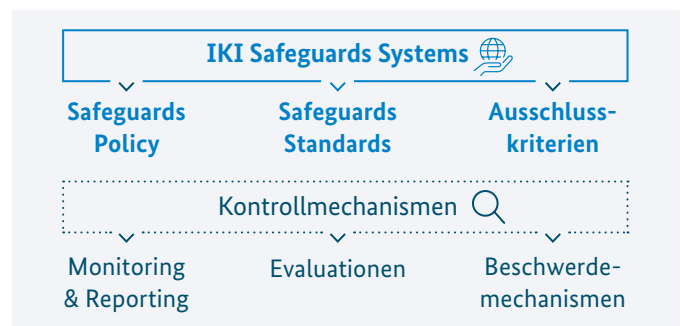 IKI Safeguards Systems
Safeguards Safeguards Ausschluss-
Policy Standards kriterien
Kontrollmechanismen
Monitoring Evaluationen Beschwerde-
& Reporting mechanismen